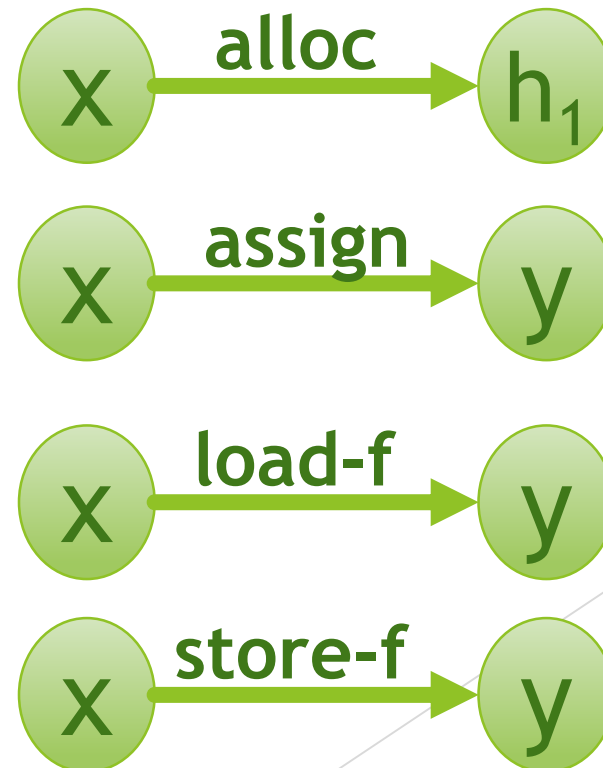 alloc
x h₁
assign
x y
load-f
x y
store-f
x y